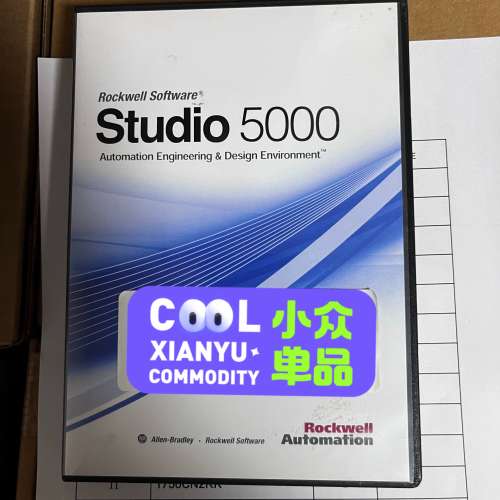 Rockwell Software®
Studio 5000™
Automation Engineering & Design Environment™
COOL
XIANYU
COMMODITY
小众
单品
Allen-Bradley · Rockwell Software
Rockwell
Automation